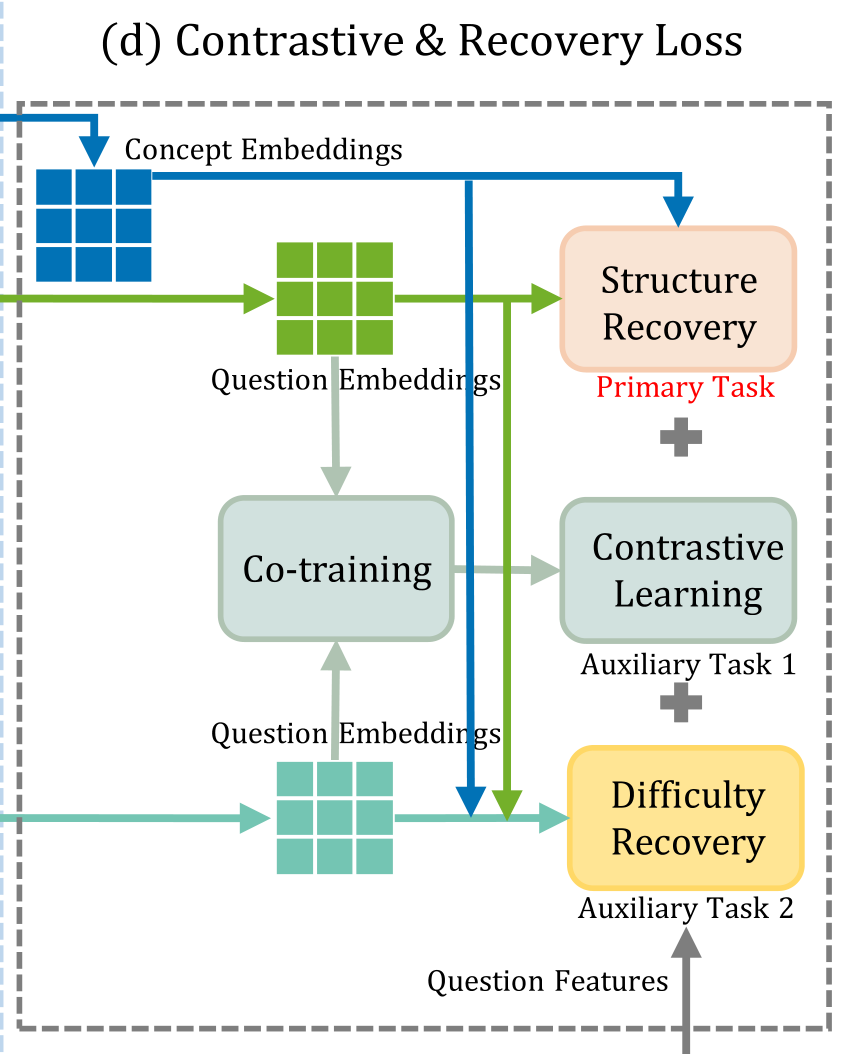 (d) Contrastive & Recovery Loss
Concept Embeddings
Structure
Recovery
Question Embeddings
Primary Task
Co-training
Contrastive
Learning
Auxiliary Task 1
Question Embeddings
Difficulty
Recovery
Auxiliary Task 2
Question Features